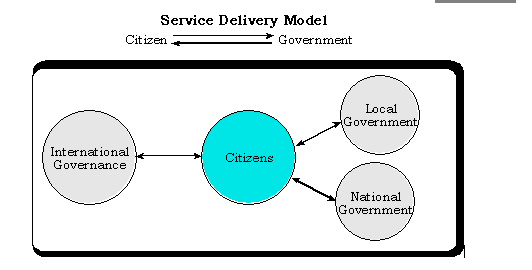 Service Delivery Model
Citizen Government
Local
Government
International
Governance
Citizens
National
Government